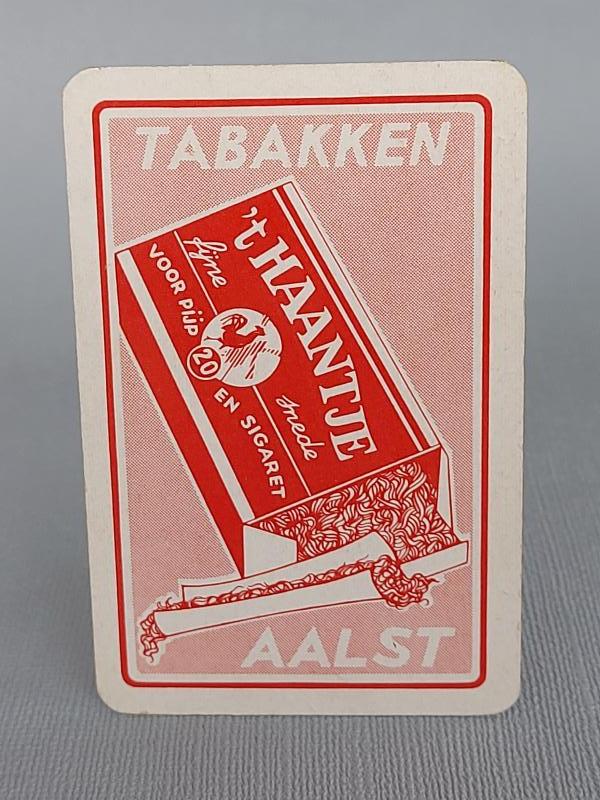 TABAKKEN
't HAANTJE
fijne snede
VOOR PIJP 20 EN SIGARET
AALST